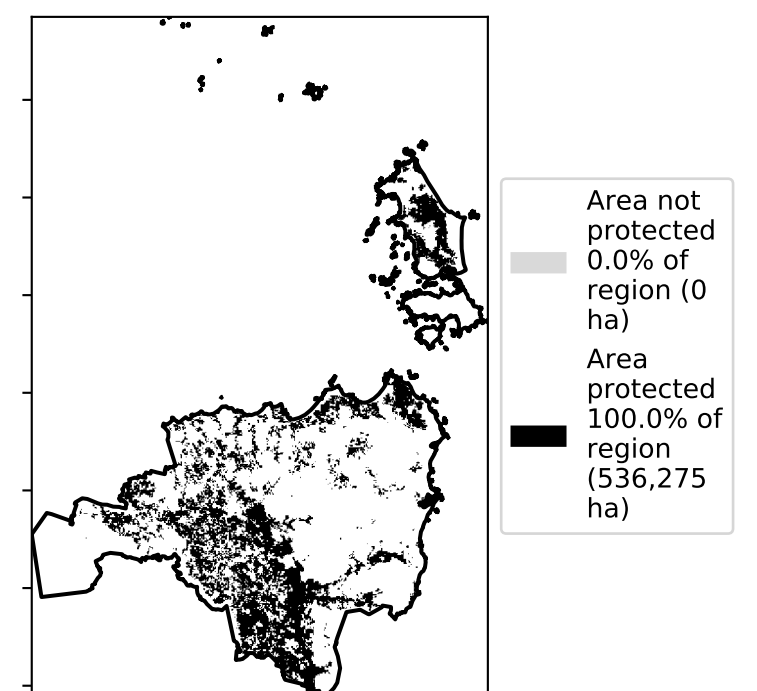 Area not
protected
0.0% of
region (0
ha)
Area
protected
100.0% of
region
(536,275
ha)